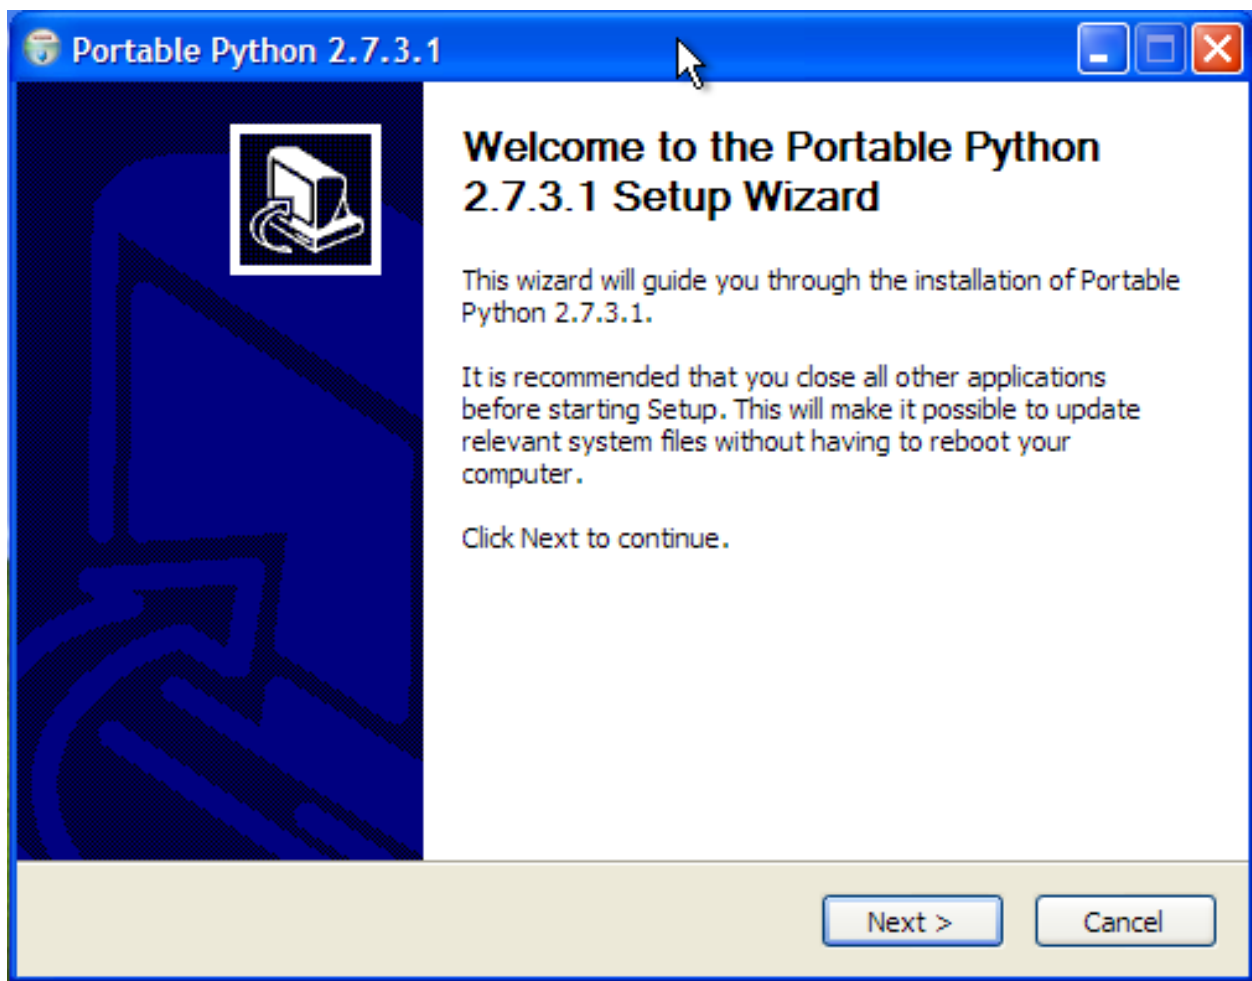 Portable Python 2.7.3.1
Welcome to the Portable Python
2.7.3.1 Setup Wizard
This wizard will guide you through the installation of Portable
Python 2.7.3.1.
It is recommended that you close all other applications
before starting Setup. This will make it possible to update
relevant system files without having to reboot your
computer.
Click Next to continue.
Next >
Cancel